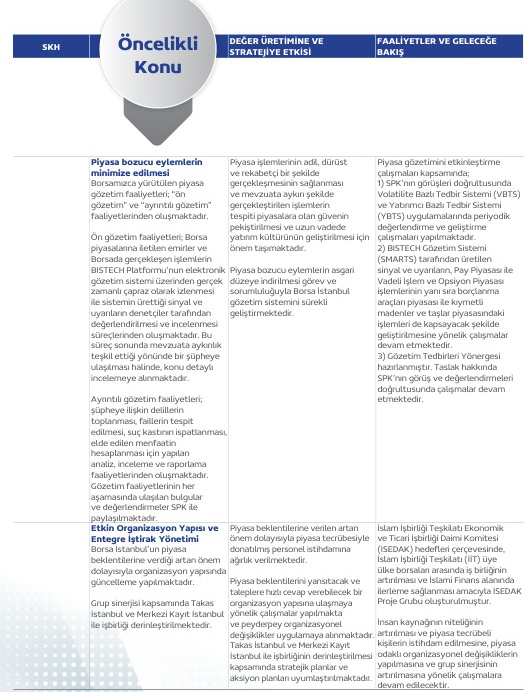 SKH
Öncelikli
Konu
DEĞER ÜRETİMİNE VE
STRATEJİYE ETKİSİ
FAALİYETLER VE GELECEĞE
BAKIŞ
Piyasa bozucu eylemlerin
minimize edilmesi
Borsamızca yürütülen piyasa
gözetim faaliyetleri; “ön
gözetim” ve “ayrıntılı gözetim”
faaliyetlerinden oluşmaktadır.
Ön gözetim faaliyetleri; Borsa
piyasalarına iletilen emirler ve
Borsada gerçekleşen işlemlerin
BISTECH Platformu’nun elektronik
gözetim sistemi üzerinden gerçek
zamanlı çapraz olarak izlenmesi
ile sistemin ürettiği sinyal ve
uyarıların denetçiler tarafından
değerlendirilmesi ve incelenmesi
süreçlerinden oluşmaktadır. Bu
süreç sonunda mevzuata aykırılık
teşkil ettiği yönünde bir şüpheye
ulaşılması halinde, konu detaylı
incelemeye alınmaktadır.
Ayrıntılı gözetim faaliyetleri;
şüpheye ilişkin delillerin
toplanması, faillerin tespit
edilmesi, suç kastının ispatlanması,
elde edilen menfaatin
hesaplanması için yapılan
analiz, inceleme ve raporlama
faaliyetlerinden oluşmaktadır.
Gözetim faaliyetlerinin her
aşamasında ulaşılan bulgular
ve değerlendirmeler SPK ile
paylaşılmaktadır.
Piyasa işlemlerinin adil, dürüst
ve rekabetçi bir şekilde
gerçekleşmesinin sağlanması
ve mevzuata aykırı şekilde
gerçekleştirilen işlemlerin
tespiti piyasalara olan güvenin
pekiştirilmesi ve uzun vadede
yatırım kültürünün geliştirilmesi için
önem taşımaktadır.
Piyasa bozucu eylemlerin asgari
düzeye indirilmesi görev ve
sorumluluğuyla Borsa İstanbul
gözetim sistemini sürekli
geliştirmektedir.
Piyasa gözetimini etkinleştirme
çalışmaları kapsamında;
1) SPK’nın görüşleri doğrultusunda
Volatilite Bazlı Tedbir Sistemi (VBTS)
ve Yatırımcı Bazlı Tedbir Sistemi
(YBTS) uygulamalarında periyodik
değerlendirme ve geliştirme
çalışmaları yapılmaktadır.
2) BISTECH Gözetim Sistemi
(SMARTS) tarafından üretilen
sinyal ve uyarıların, Pay Piyasası ile
Vadeli İşlem ve Opsiyon Piyasası
işlemlerinin yanı sıra borçlanma
araçları piyasası ile kıymetli
madenler ve taşlar piyasasındaki
işlemleri de kapsayacak şekilde
geliştirilmesine yönelik çalışmalar
devam etmektedir.
3) Gözetim Tedbirleri Yönergesi
hazırlanmıştır. Taslak hakkında
SPK’nın görüş ve değerlendirmeleri
doğrultusunda çalışmalar devam
etmektedir.
Etkin Organizasyon Yapısı ve
Entegre İştirak Yönetimi
Borsa İstanbul’un piyasa
beklentilerine verdiği artan önem
dolayısıyla organizasyon yapısında
güncelleme yapılmaktadır.
Grup sinerjisi kapsamında Takas
İstanbul ve Merkezi Kayıt İstanbul
ile işbirliği derinleştirilmektedir.
Piyasa beklentilerine verilen artan
önem dolayısıyla piyasa tecrübesiyle
donatılmış personel istihdamına
ağırlık verilmektedir.
Piyasa beklentilerini yansıtacak ve
taleplere hızlı cevap verebilecek bir
organizasyon yapısına ulaşmaya
yönelik çalışmalar yapılmakta
ve peyderpey organizasyonel
değişiklikler uygulamaya alınmaktadır.
Takas İstanbul ve Merkezi Kayıt
İstanbul ile işbirliğinin derinleştirilmesi
kapsamında stratejik planlar ve
aksiyon planları uyumlaştırılmaktadır.
İslam İşbirliği Teşkilatı Ekonomik
ve Ticari İşbirliği Daimi Komitesi
(İSEDAK) hedefleri çerçevesinde,
İslam İşbirliği Teşkilatı (İİT) üye
ülke borsaları arasında iş birliğinin
artırılması ve İslami Finans alanında
ilerleme sağlanması amacıyla İSEDAK
Proje Grubu oluşturulmuştur.
İnsan kaynağının niteliğinin
artırılması ve piyasa tecrübeli
kişilerin istihdam edilmesine, piyasa
odaklı organizasyonel değişikliklerin
yapılmasına ve grup sinerjisinin
artırılmasına yönelik çalışmalara
devam edilecektir.